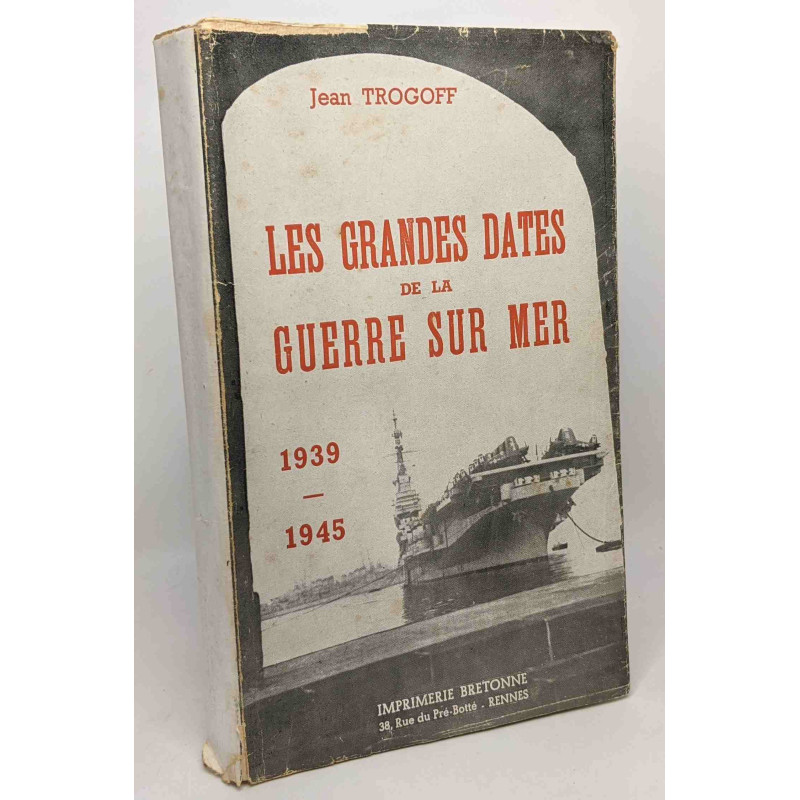 Jean TROGOFF
LES GRANDES DATES
DE LA
GUERRE SUR MER
1939
—
1945
IMPRIMERIE BRETONNE
38, Rue du Pré-Botté - RENNES